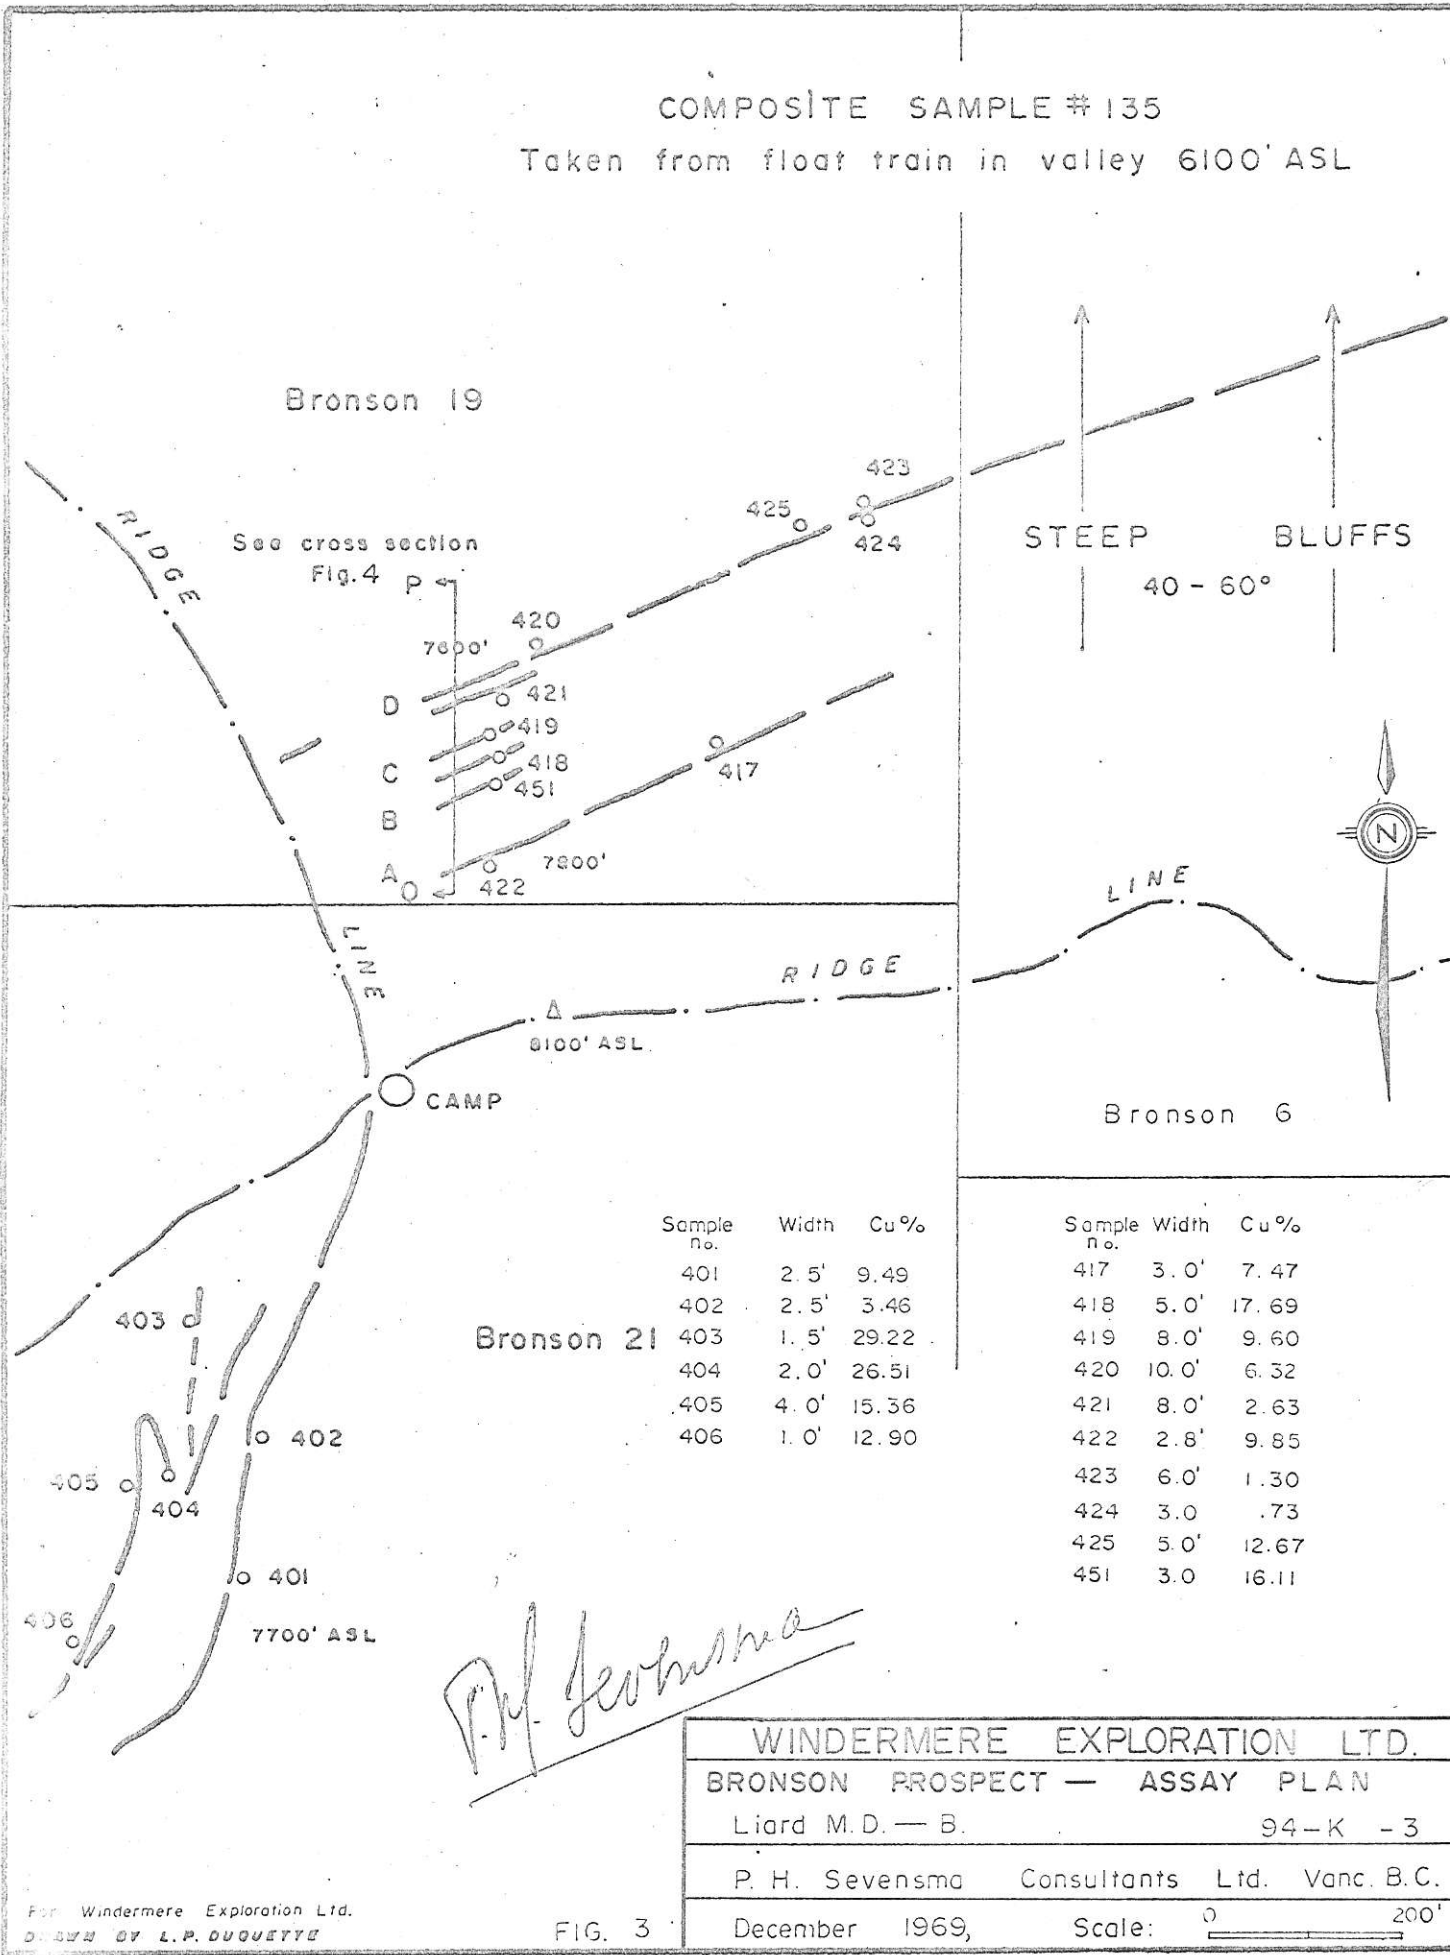 COMPOSITE SAMPLE # 135
Taken from float train in valley 6100' ASL
Bronson 19
RIDGE
See cross section
Fig. 4
P
423
425
424
STEEP BLUFFS
40 - 60°
420
7600'
D
421
419
C
418
451
B
417
A
7800'
422
O
N
LINE
LINE
RIDGE
8100' ASL
CAMP
Bronson 6
Sample no. Width Cu%
401 2.5' 9.49
402 2.5' 3.46
403 1.5' 29.22
404 2.0' 26.51
405 4.0' 15.36
406 1.0' 12.90
Sample no. Width Cu%
417 3.0' 7.47
418 5.0' 17.69
419 8.0' 9.60
420 10.0' 6.32
421 8.0' 2.63
422 2.8' 9.85
423 6.0' 1.30
424 3.0 .73
425 5.0' 12.67
451 3.0 16.11
Bronson 21
403
402
405
404
401
406
7700' ASL
P.H. Sevensma
WINDERMERE EXPLORATION LTD.
BRONSON PROSPECT — ASSAY PLAN
Liard M.D. — B. 94-K -3
P. H. Sevensma Consultants Ltd. Vanc. B.C.
December 1969, Scale: 0 200'
For Windermere Exploration Ltd.
DRAWN BY L.P. DUQUETTE
FIG. 3